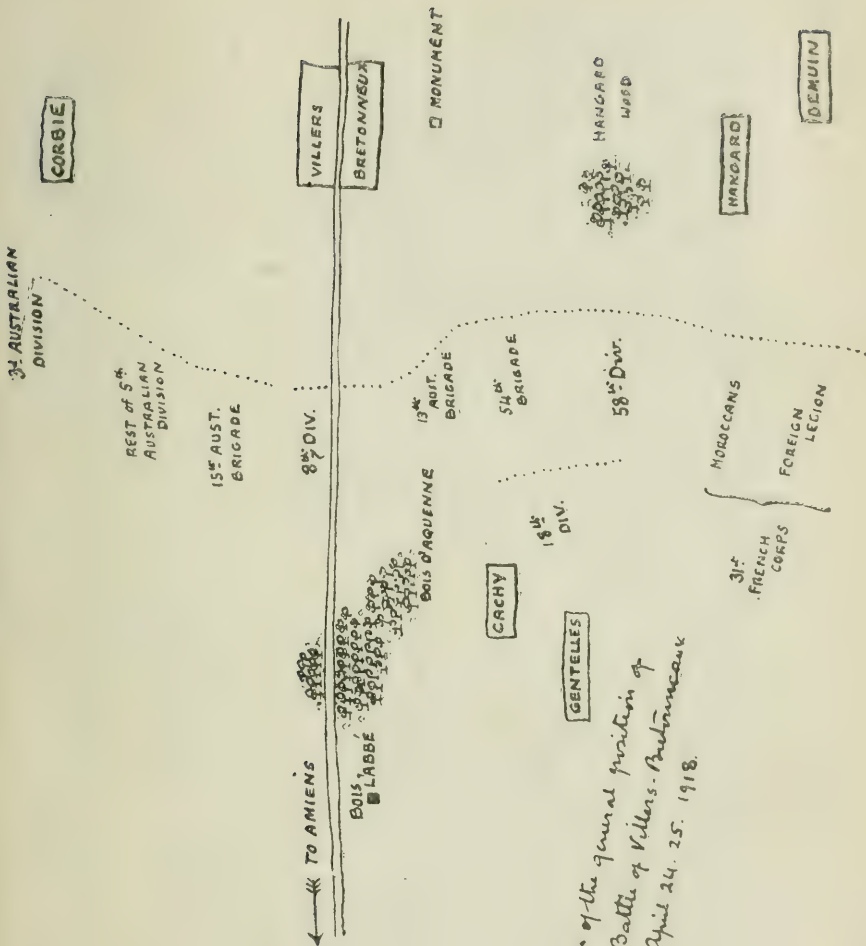 3d AUSTRALIAN
DIVISION
CORBIE
REST of 5th
AUSTRALIAN
DIVISION
15th AUST.
BRIGADE
← TO AMIENS
8th DIV.
VILLERS
BRETONNEUX
BOIS
LABBÉ
BOIS D'AQUENNE
13th
AUST.
BRIGADE
□ MONUMENT
CACHY
54th
BRIGADE
18th
DIV.
GENTELLES
58th DIV.
HANGARD
WOOD
MOROCCANS
HANGARD
31st
FRENCH
CORPS
FOREIGN
LEGION
DEMUIN
of the general position of
Battle of Villers-Bretonneux
April 24. 25. 1918.